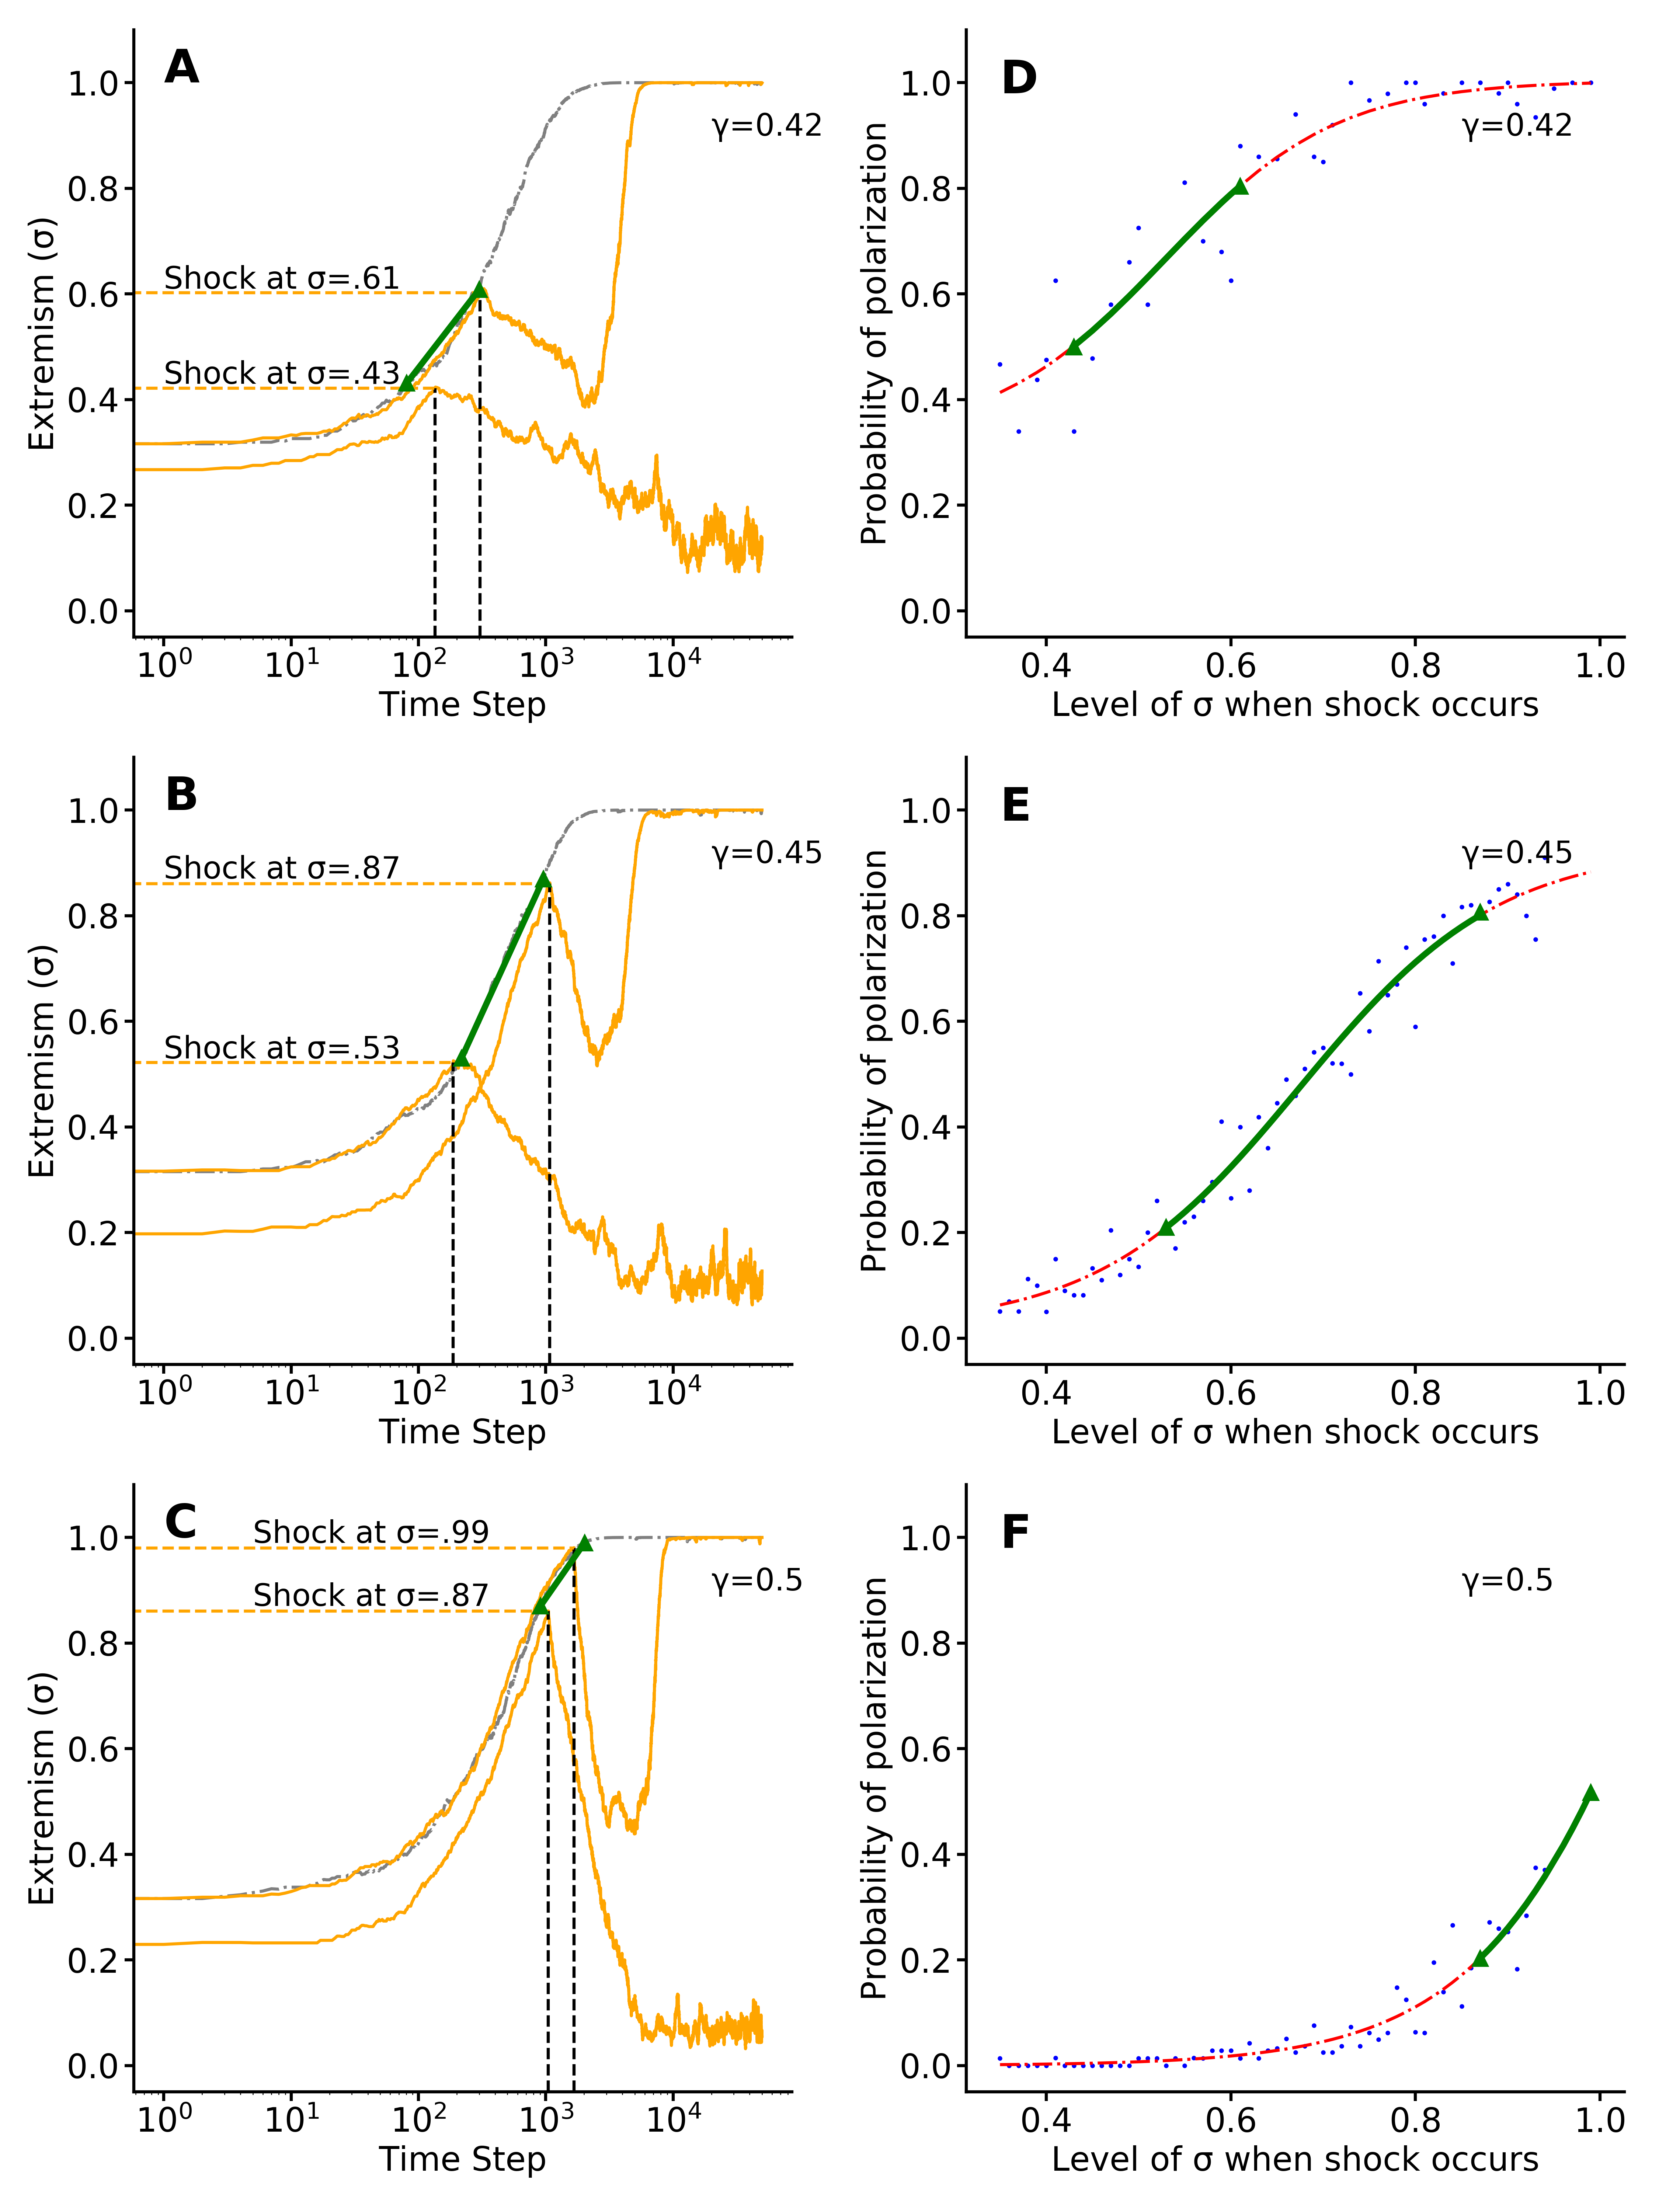 A
γ=0.42
Shock at σ=.61
Shock at σ=.43
Extremism (σ)
1.0
0.8
0.6
0.4
0.2
0.0
10⁰ 10¹ 10² 10³ 10⁴
Time Step
D
γ=0.42
Probability of polarization
1.0
0.8
0.6
0.4
0.2
0.0
0.4 0.6 0.8 1.0
Level of σ when shock occurs
B
γ=0.45
Shock at σ=.87
Shock at σ=.53
Extremism (σ)
1.0
0.8
0.6
0.4
0.2
0.0
10⁰ 10¹ 10² 10³ 10⁴
Time Step
E
γ=0.45
Probability of polarization
1.0
0.8
0.6
0.4
0.2
0.0
0.4 0.6 0.8 1.0
Level of σ when shock occurs
C
Shock at σ=.99
γ=0.5
Shock at σ=.87
Extremism (σ)
1.0
0.8
0.6
0.4
0.2
0.0
10⁰ 10¹ 10² 10³ 10⁴
Time Step
F
γ=0.5
Probability of polarization
1.0
0.8
0.6
0.4
0.2
0.0
0.4 0.6 0.8 1.0
Level of σ when shock occurs